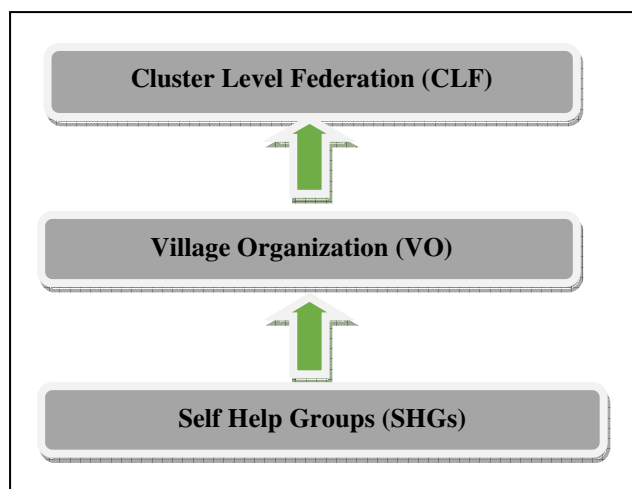 Cluster Level Federation (CLF)
Village Organization (VO)
Self Help Groups (SHGs)